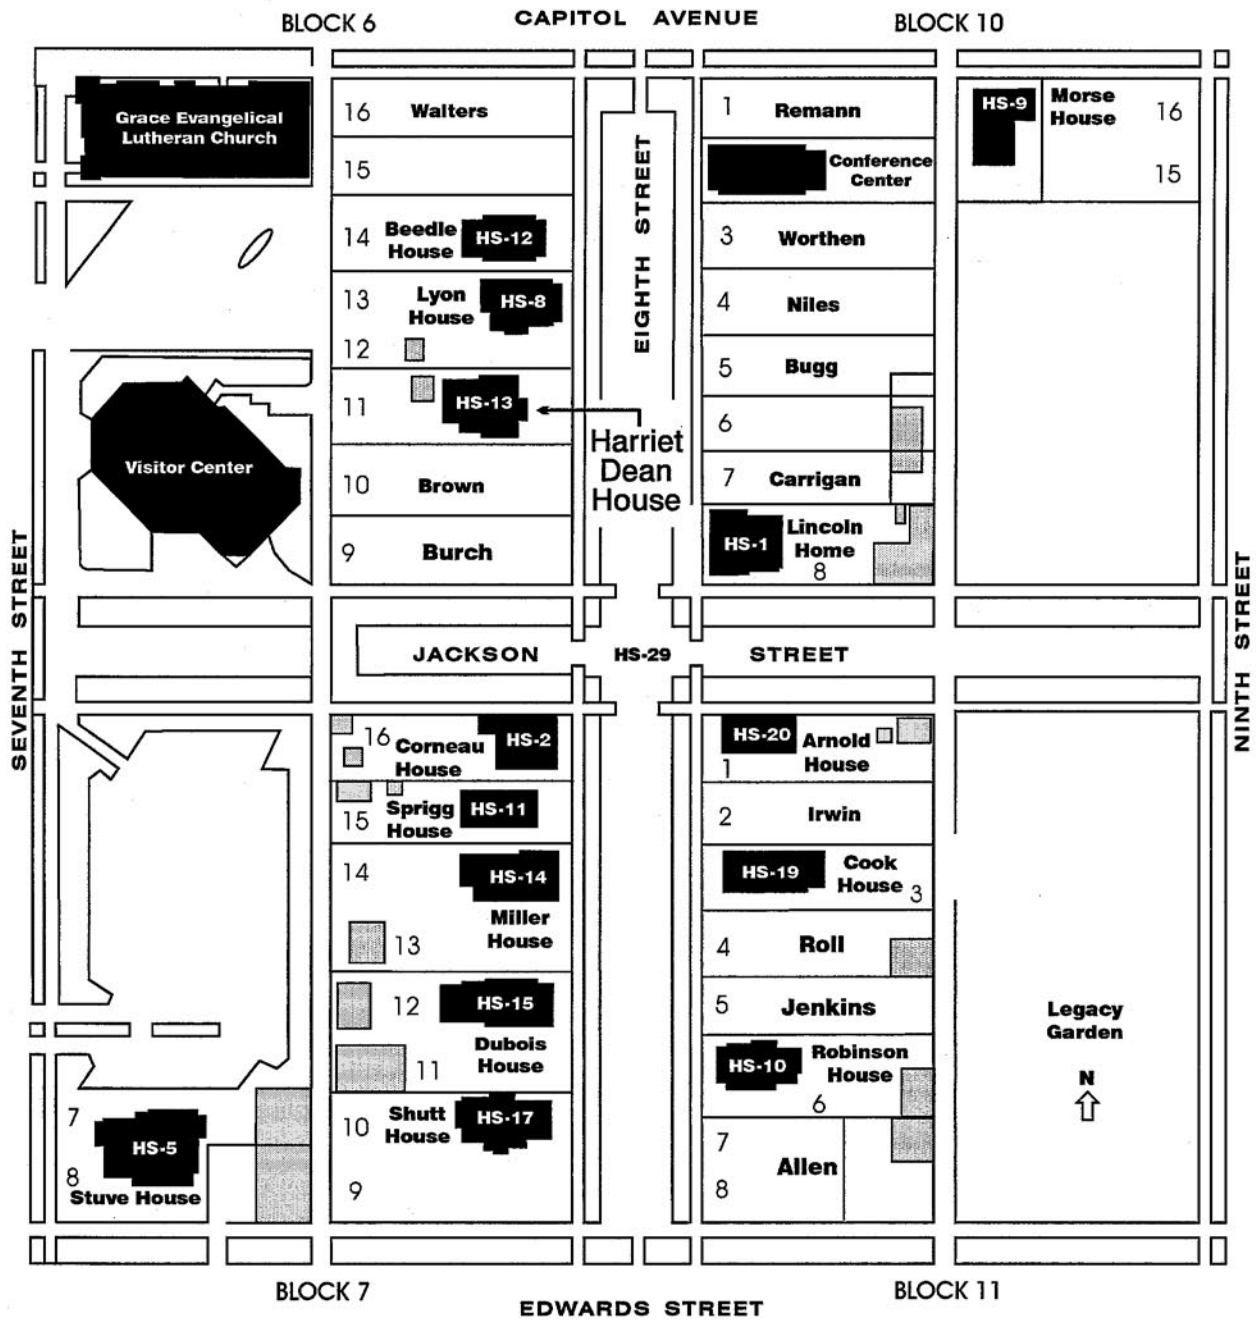 BLOCK 6
CAPITOL AVENUE
BLOCK 10
Grace Evangelical
Lutheran Church
16 Walters
15
14 Beedle
House
HS-12
13 Lyon
House
HS-8
12
11
HS-13
Harriet
Dean
House
10 Brown
9 Burch
Visitor Center
EIGHTH STREET
1 Remann
Conference
Center
3 Worthen
4 Niles
5 Bugg
6
7 Carrigan
HS-1
Lincoln
Home
8
HS-9
Morse
House
16
15
SEVENTH STREET
NINTH STREET
JACKSON HS-29 STREET
16 Corneau
House
HS-2
15 Sprigg
House
HS-11
14
HS-14
Miller
House
13
12
HS-15
Dubois
House
11
10 Shutt
House
HS-17
9
7
HS-5
8
Stuve House
HS-20
Arnold
House
1
2 Irwin
HS-19
Cook
House 3
4 Roll
5 Jenkins
HS-10
Robinson
House
6
7
Allen
8
Legacy
Garden
N
BLOCK 7
EDWARDS STREET
BLOCK 11